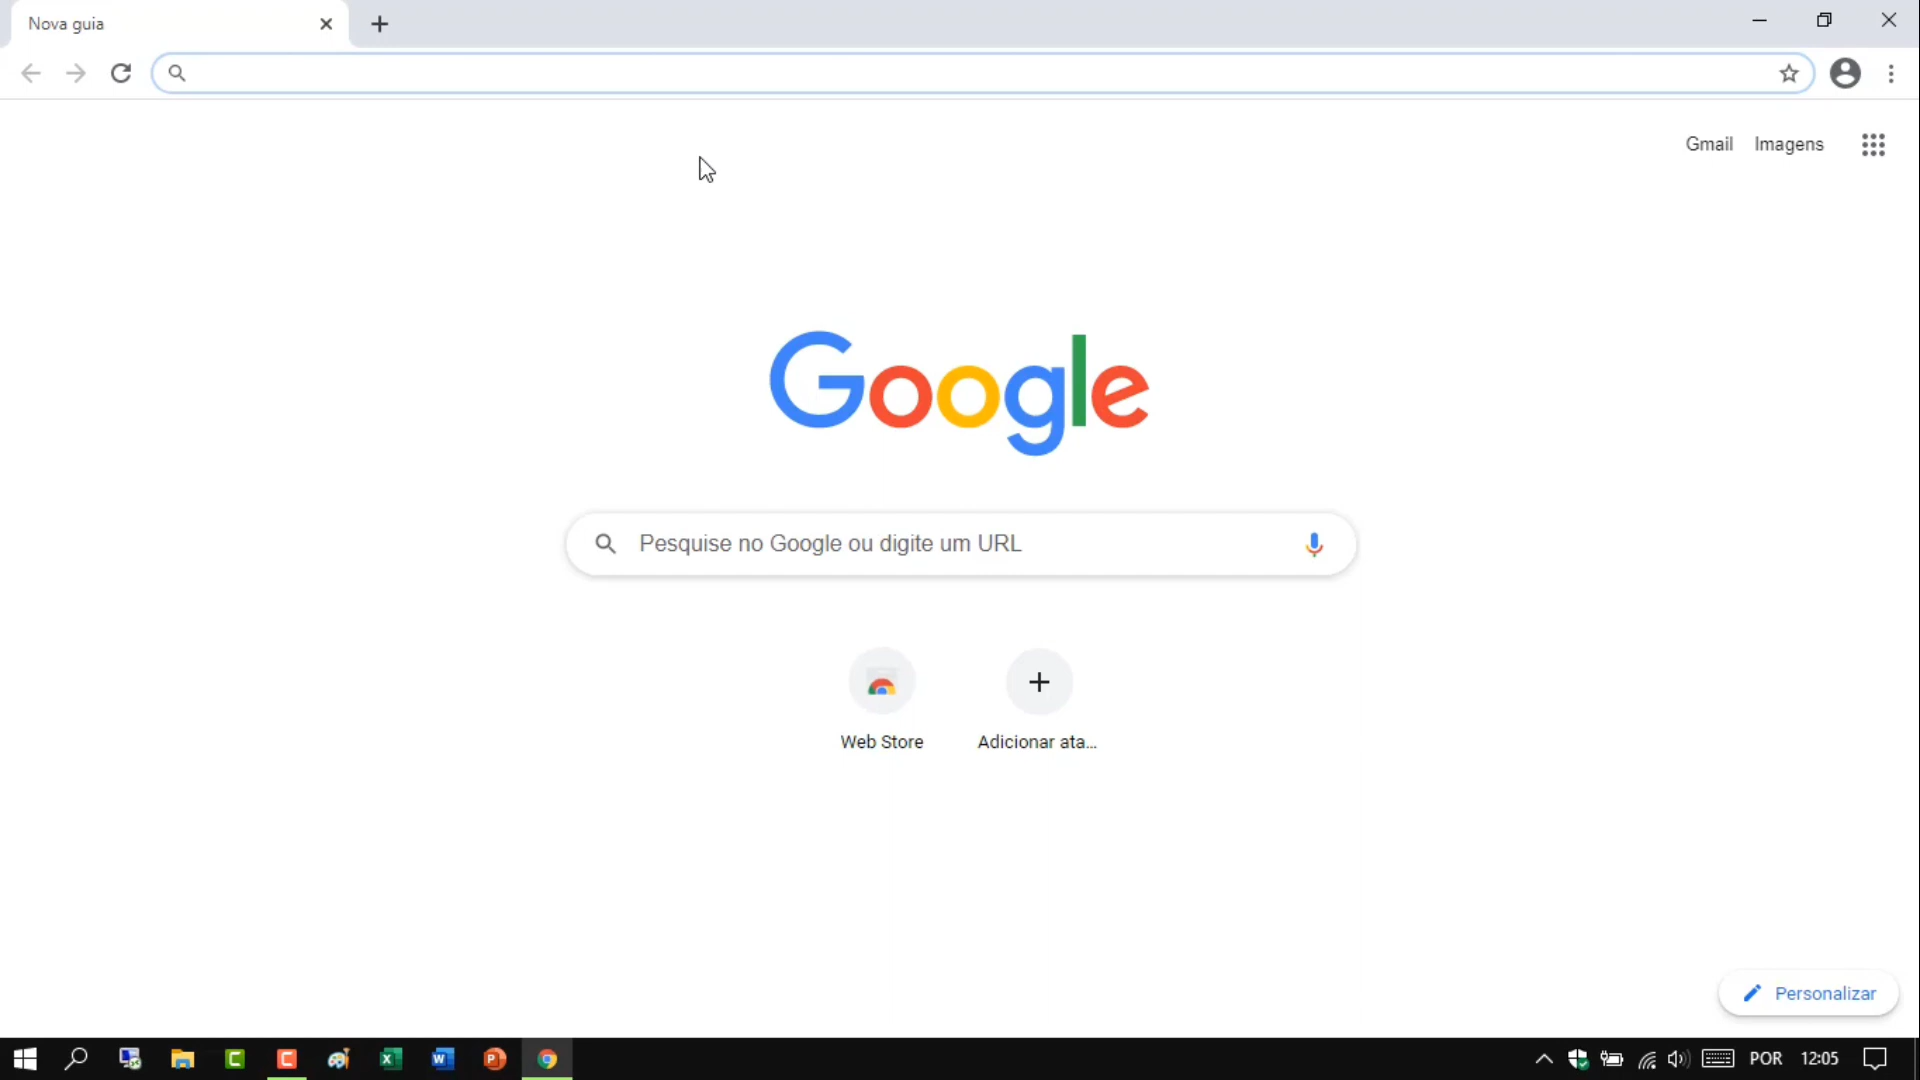 Nova guia
Gmail Imagens
Google
Pesquise no Google ou digite um URL
Web Store Adicionar ata...
Personalizar
POR 12:05